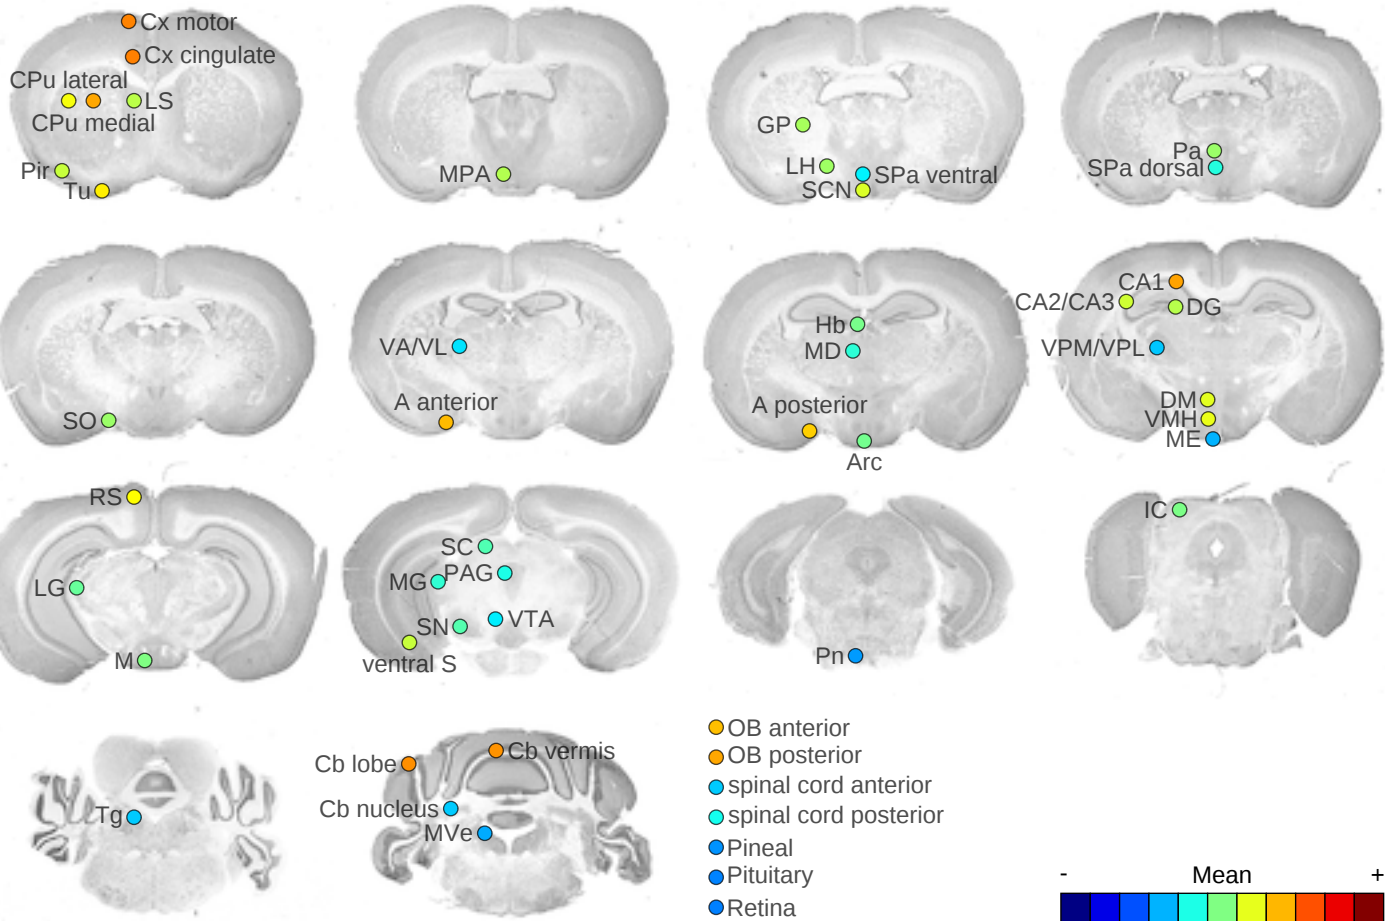 Cx motor
Cx cingulate
CPu lateral
LS
CPu medial
Pir
Tu
MPA
GP
LH
SPa ventral
SCN
Pa
SPa dorsal
SO
VA/VL
A anterior
Hb
MD
A posterior
Arc
CA1
CA2/CA3
DG
VPM/VPL
DM
VMH
ME
RS
LG
M
SC
MG
PAG
SN
VTA
ventral S
Pn
IC
Tg
Cb lobe
Cb vermis
Cb nucleus
MVe
OB anterior
OB posterior
spinal cord anterior
spinal cord posterior
Pineal
Pituitary
Retina
- Mean +